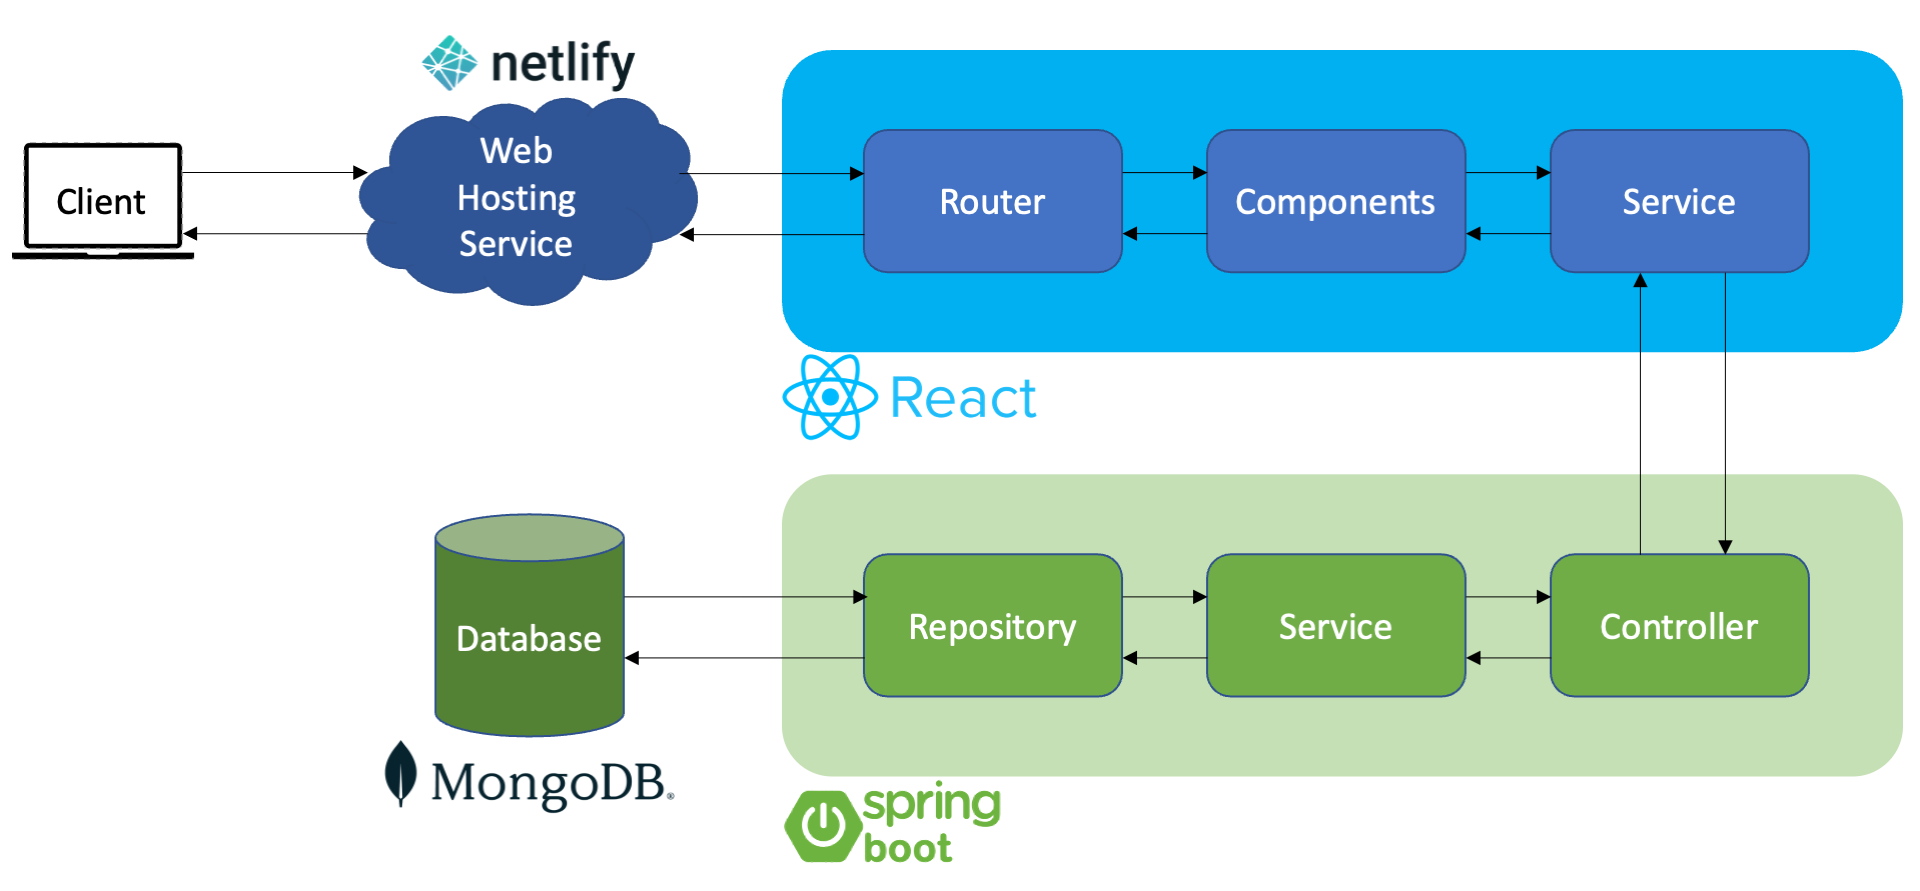 netlify
Client
Web
Hosting
Service
Router
Components
Service
React
Database
Repository
Service
Controller
MongoDB®
spring
boot